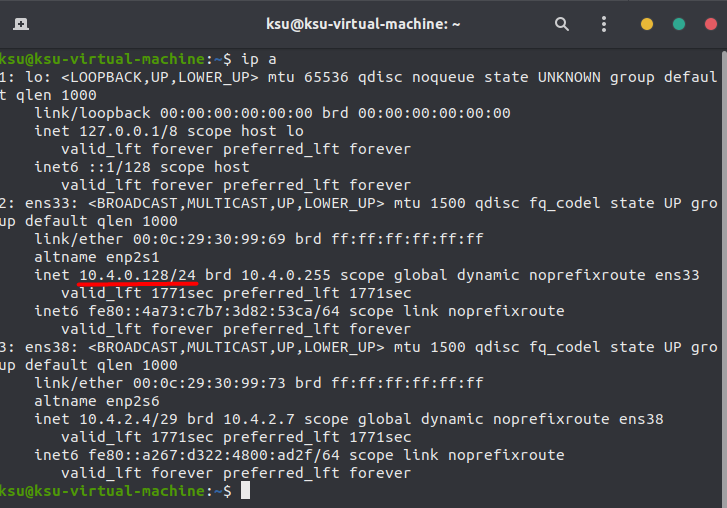 ksu@ksu-virtual-machine: ~
ksu@ksu-virtual-machine:~$ ip a
1: lo: <LOOPBACK,UP,LOWER_UP> mtu 65536 qdisc noqueue state UNKNOWN group defaul
t qlen 1000
    link/loopback 00:00:00:00:00:00 brd 00:00:00:00:00:00
    inet 127.0.0.1/8 scope host lo
       valid_lft forever preferred_lft forever
    inet6 ::1/128 scope host
       valid_lft forever preferred_lft forever
2: ens33: <BROADCAST,MULTICAST,UP,LOWER_UP> mtu 1500 qdisc fq_codel state UP gro
up default qlen 1000
    link/ether 00:0c:29:30:99:69 brd ff:ff:ff:ff:ff:ff
    altname enp2s1
    inet 10.4.0.128/24 brd 10.4.0.255 scope global dynamic noprefixroute ens33
       valid_lft 1771sec preferred_lft 1771sec
    inet6 fe80::4a73:c7b7:3d82:53ca/64 scope link noprefixroute
       valid_lft forever preferred_lft forever
3: ens38: <BROADCAST,MULTICAST,UP,LOWER_UP> mtu 1500 qdisc fq_codel state UP gro
up default qlen 1000
    link/ether 00:0c:29:30:99:73 brd ff:ff:ff:ff:ff:ff
    altname enp2s6
    inet 10.4.2.4/29 brd 10.4.2.7 scope global dynamic noprefixroute ens38
       valid_lft 1771sec preferred_lft 1771sec
    inet6 fe80::a267:d322:4800:ad2f/64 scope link noprefixroute
       valid_lft forever preferred_lft forever
ksu@ksu-virtual-machine:~$